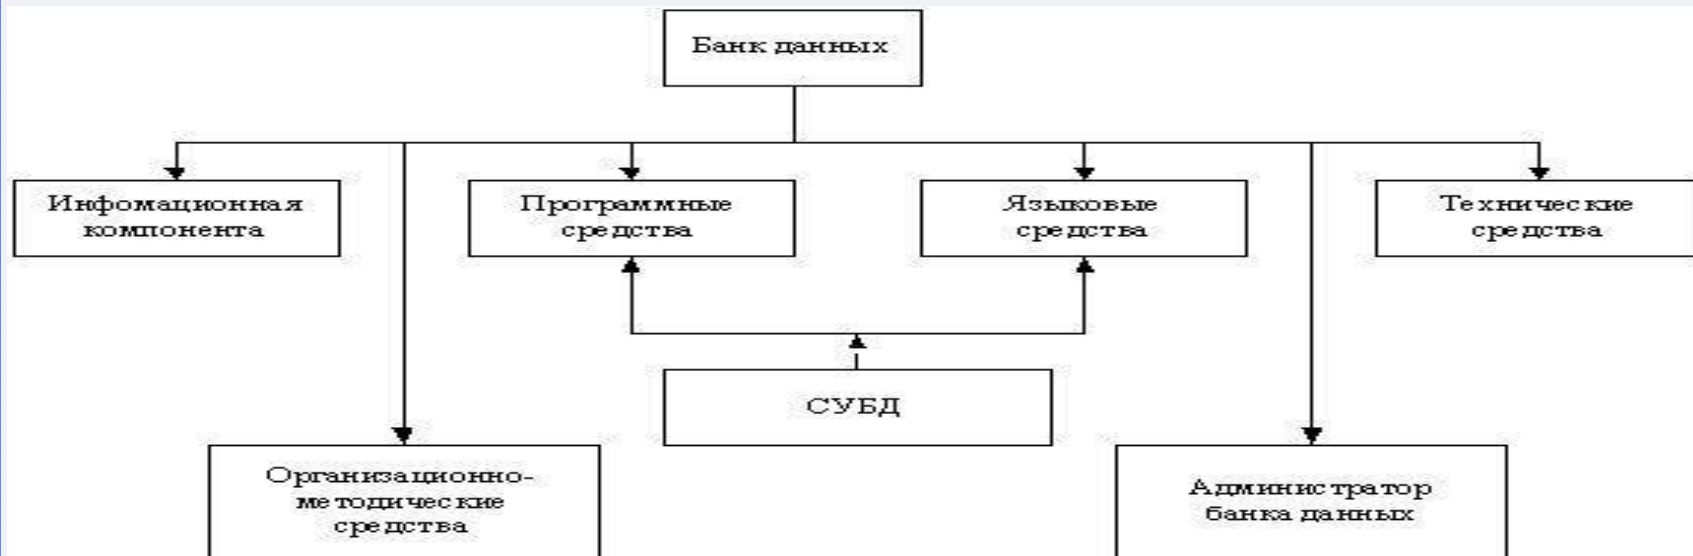 Банк данных
Инфомационная
компонента
Программные
средства
Языковые
средства
Технические
средства
СУБД
Организационно-
методические
средства
Администратор
банка данных